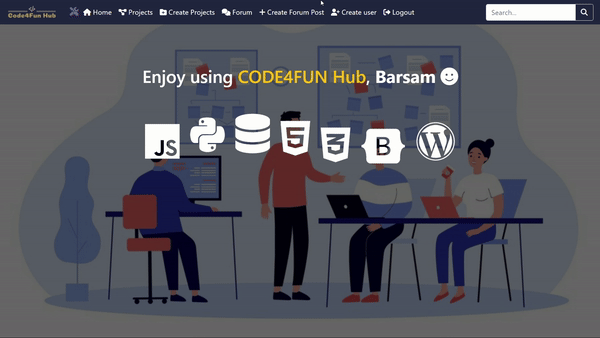 Code4Fun Hub
Home
Projects
Create Projects
Forum
Create Forum Post
Create user
Logout
Search...
Enjoy using CODE4FUN Hub, Barsam
JS
5
3
B
W